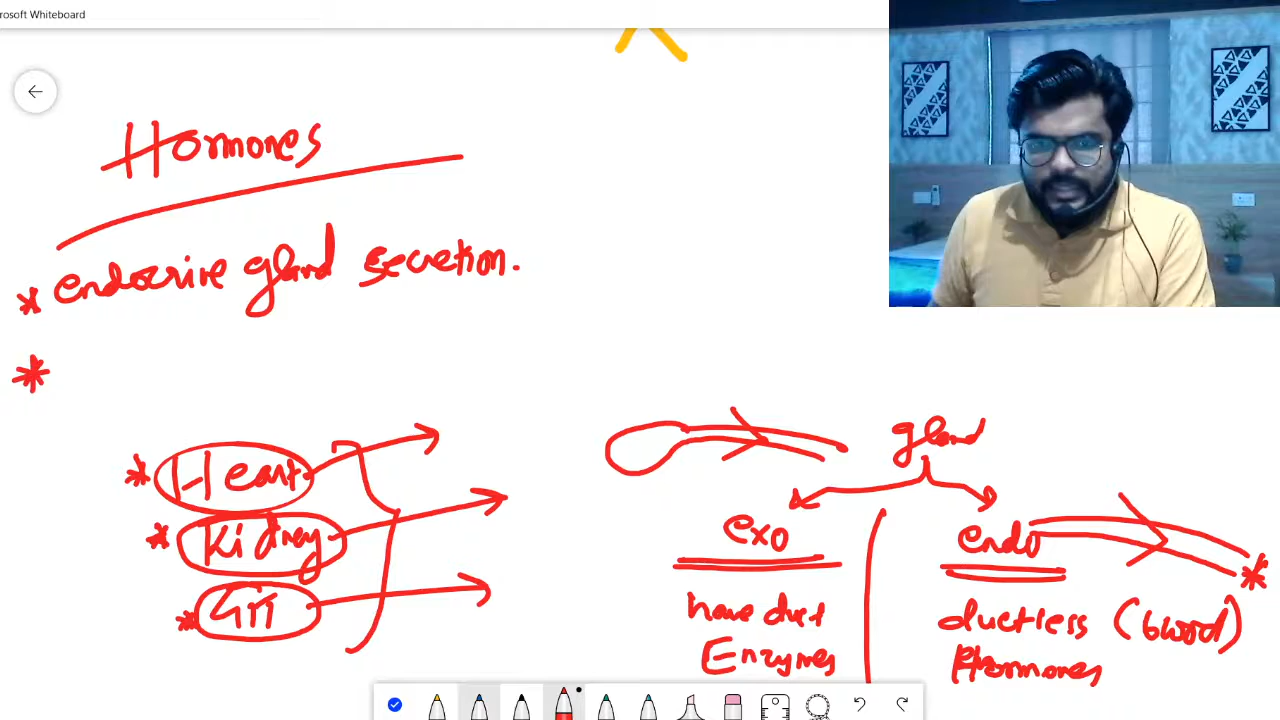 rosoft Whiteboard
Hormones
* endocrine gland secretion.
*
* Heart
* Kidney
* GIT
gland
exo
endo
*
have duct
Enzymes
ductless (blood)
Hormones